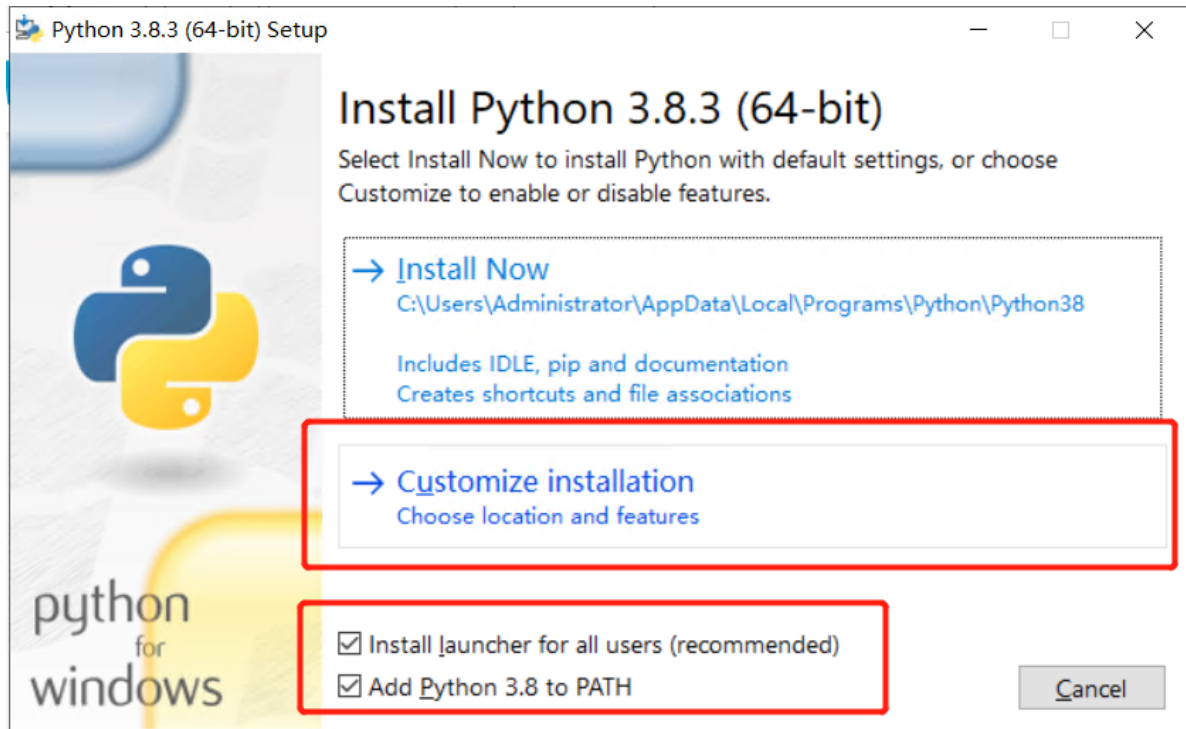 Python 3.8.3 (64-bit) Setup
Install Python 3.8.3 (64-bit)
Select Install Now to install Python with default settings, or choose
Customize to enable or disable features.
Install Now
C:\Users\Administrator\AppData\Local\Programs\Python\Python38
Includes IDLE, pip and documentation
Creates shortcuts and file associations
Customize installation
Choose location and features
python
for
windows
Install launcher for all users (recommended)
Add Python 3.8 to PATH
Cancel